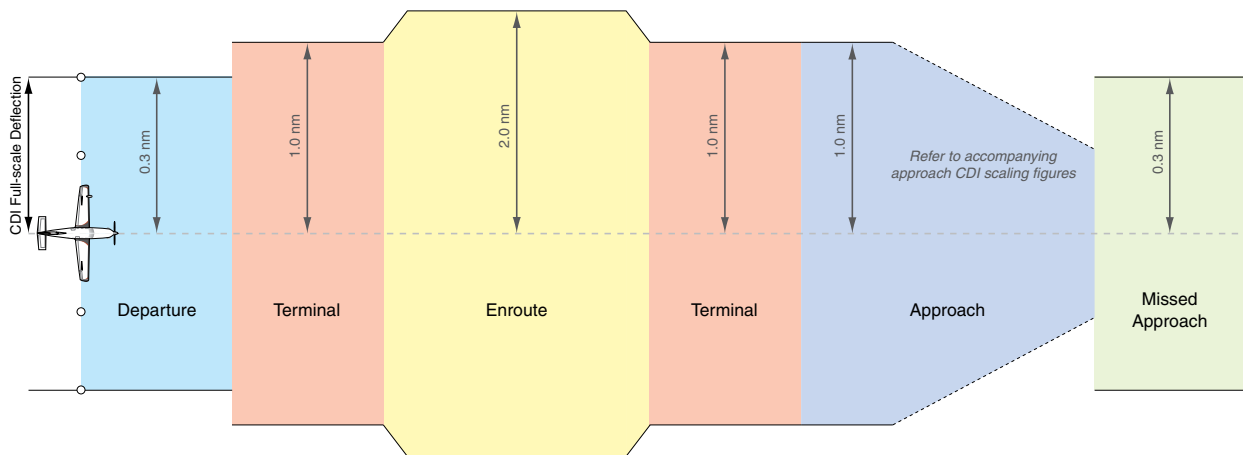 CDI Full-scale Deflection
0.3 nm
1.0 nm
2.0 nm
1.0 nm
1.0 nm
Refer to accompanying
approach CDI scaling figures
0.3 nm
Departure
Terminal
Enroute
Terminal
Approach
Missed
Approach